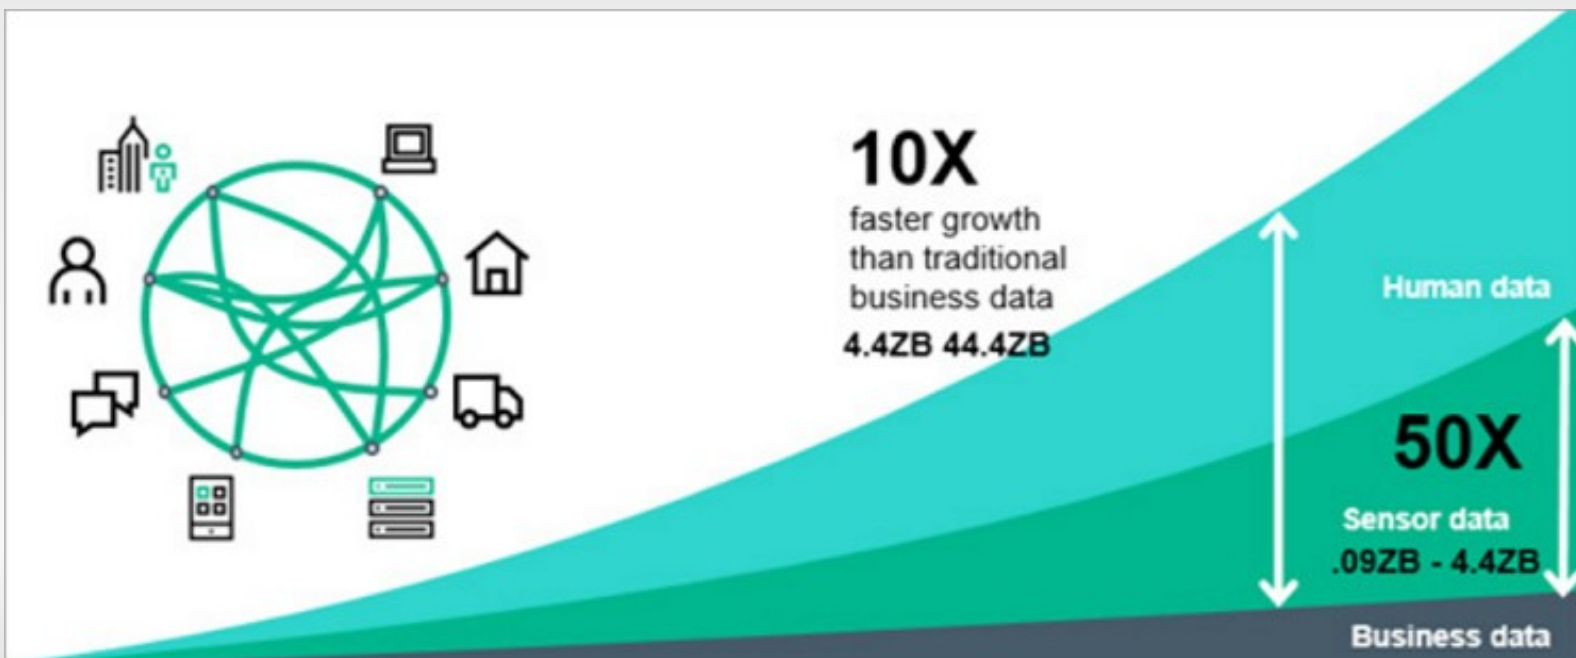 10X
faster growth
than traditional
business data
4.4ZB 44.4ZB
Human data
50X
Sensor data
.09ZB - 4.4ZB
Business data